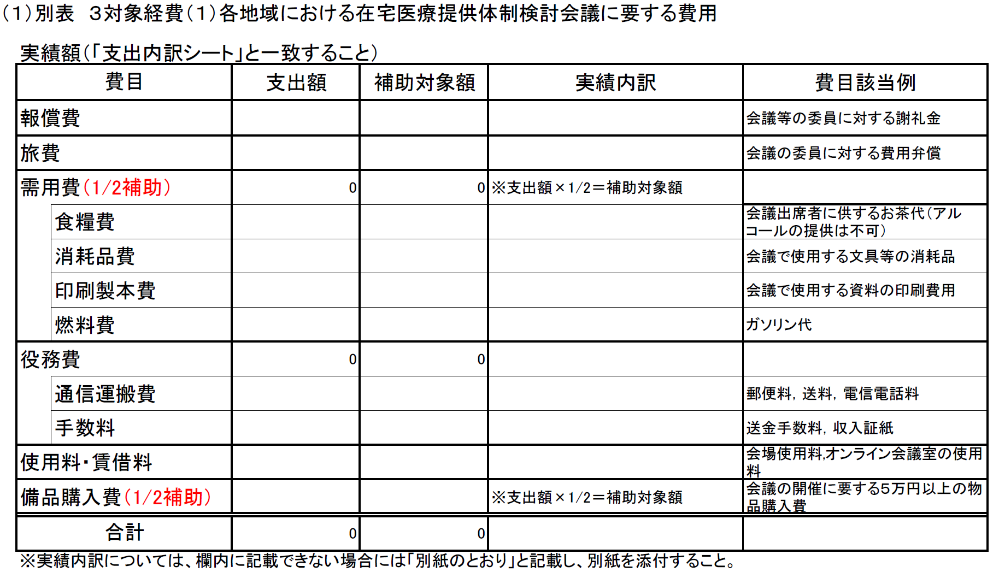 （１）別表　３対象経費（１）各地域における在宅医療提供体制検討会議に要する費用
実績額（「支出内訳シート」と一致すること）
費目 支出額 補助対象額 実績内訳 費目該当例
報償費 会議等の委員に対する謝礼金
旅費 会議の委員に対する費用弁償
需用費（1/2補助） 0 0 ※支出額×1/2＝補助対象額
食糧費 会議出席者に供するお茶代（アル
コールの提供は不可）
消耗品費 会議で使用する文具等の消耗品
印刷製本費 会議で使用する資料の印刷費用
燃料費 ガソリン代
役務費 0 0
通信運搬費 郵便料，送料，電信電話料
手数料 送金手数料，収入証紙
使用料・賃借料 会場使用料,オンライン会議室の使用
料
備品購入費（1/2補助） ※支出額×1/2＝補助対象額 会議の開催に要する５万円以上の物
品購入費
合計 0 0
※実績内訳については、欄内に記載できない場合には「別紙のとおり」と記載し、別紙を添付すること。